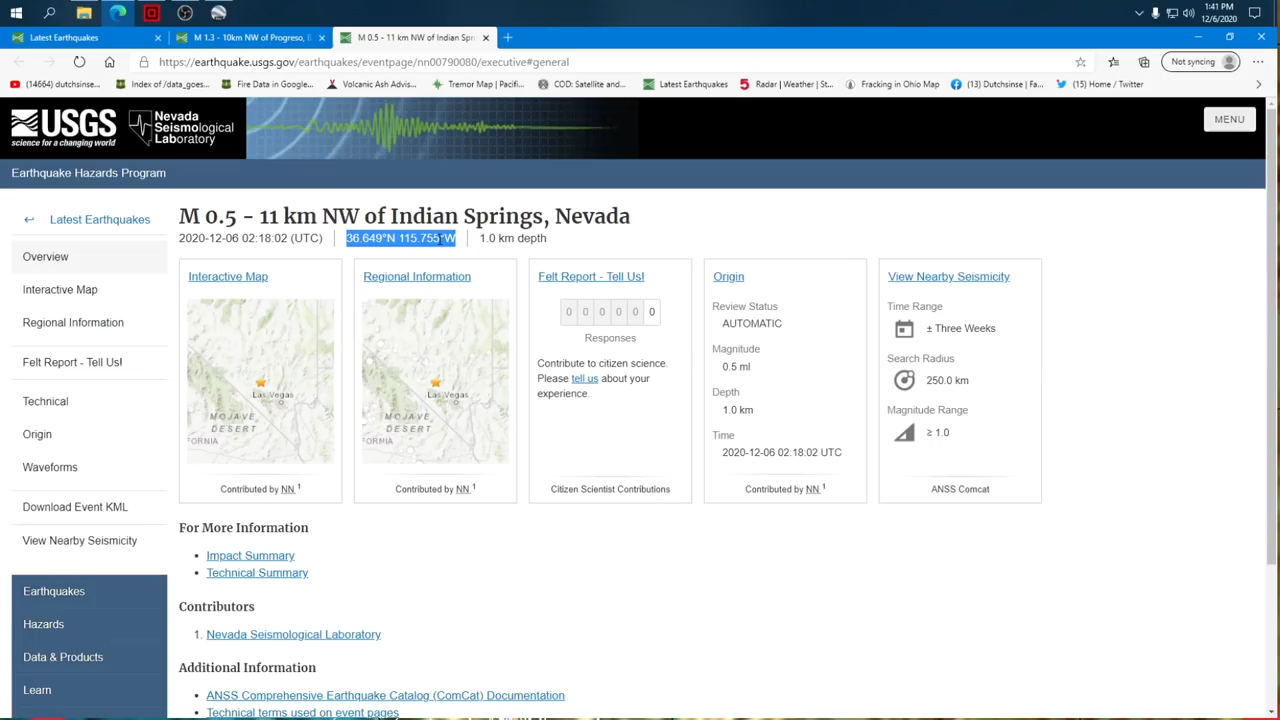 1:41 PM
12/6/2020
Latest Earthquakes
M 1.3 - 10km NW of Progreso,
M 0.5 - 11 km NW of Indian Spri
https://earthquake.usgs.gov/earthquakes/eventpage/nn00790080/executive#general
Not syncing
(14664) dutchsinse...
Index of /data_goes...
Fire Data in Google...
Volcanic Ash Advis...
Tremor Map | Pacifi...
COD: Satellite and...
Latest Earthquakes
Radar | Weather | St...
Fracking in Ohio Map
(13) Dutchsinse | Fa...
(15) Home / Twitter
USGS
science for a changing world
Nevada
Seismological
Laboratory
MENU
Earthquake Hazards Program
Latest Earthquakes
Overview
Interactive Map
Regional Information
Felt Report - Tell Us!
Technical
Origin
Waveforms
Download Event KML
View Nearby Seismicity
Earthquakes
Hazards
Data & Products
Learn
M 0.5 - 11 km NW of Indian Springs, Nevada
2020-12-06 02:18:02 (UTC)
36.649°N 115.755°W
1.0 km depth
Interactive Map
Las Vegas
MOJAVE
DESERT
FORNIA
Contributed by NN 1
Regional Information
Las Vegas
MOJAVE
DESERT
FORNIA
Contributed by NN 1
Felt Report - Tell Us!
0 0 0 0 0 0
Responses
Contribute to citizen science.
Please tell us about your
experience.
Citizen Scientist Contributions
Origin
Review Status
AUTOMATIC
Magnitude
0.5 ml
Depth
1.0 km
Time
2020-12-06 02:18:02 UTC
Contributed by NN 1
View Nearby Seismicity
Time Range
± Three Weeks
Search Radius
250.0 km
Magnitude Range
≥ 1.0
ANSS Comcat
For More Information
• Impact Summary
• Technical Summary
Contributors
1. Nevada Seismological Laboratory
Additional Information
• ANSS Comprehensive Earthquake Catalog (ComCat) Documentation
• Technical terms used on event pages